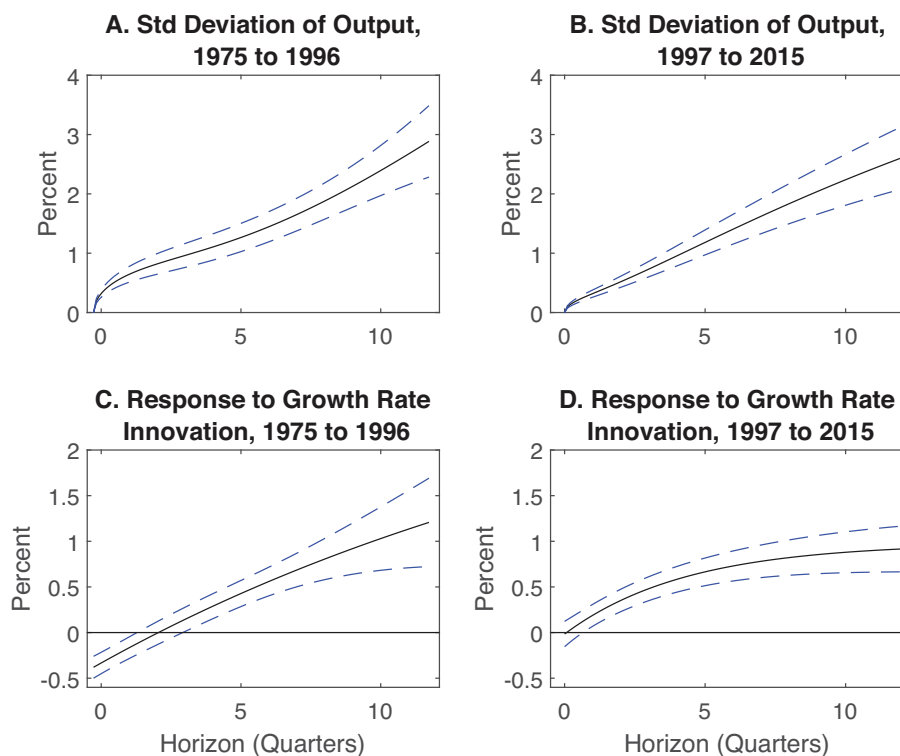 A. Std Deviation of Output,
1975 to 1996
4
3
2
1
0
Percent
0 5 10
B. Std Deviation of Output,
1997 to 2015
4
3
2
1
0
Percent
0 5 10
C. Response to Growth Rate
Innovation, 1975 to 1996
2
1.5
1
0.5
0
-0.5
Percent
0 5 10
Horizon (Quarters)
D. Response to Growth Rate
Innovation, 1997 to 2015
2
1.5
1
0.5
0
-0.5
Percent
0 5 10
Horizon (Quarters)